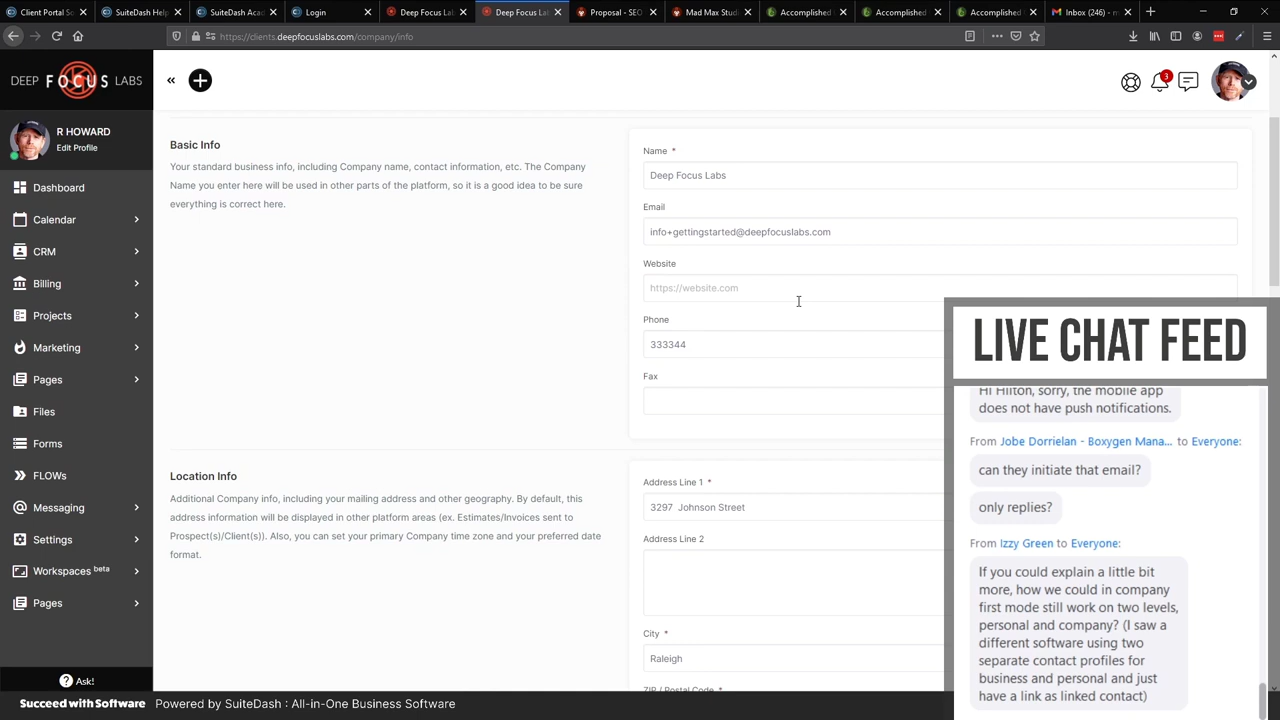 Client Portal So
SuiteDash Help
SuiteDash Acad
Login
Deep Focus Lab
Deep Focus Lab
Proposal - SEO
Mad Max Studi
Accomplished
Accomplished
Accomplished
Inbox (246) - m
https://clients.deepfocuslabs.com/company/info
DEEP FOCUS LABS
3
R HOWARD
Edit Profile
Dashboard
Calendar
CRM
Billing
Projects
Marketing
Pages
Files
Forms
FLOWs
Messaging
Settings
Workspaces beta
Pages
Ask!
Basic Info
Your standard business info, including Company name, contact information, etc. The Company
Name you enter here will be used in other parts of the platform, so it is a good idea to be sure
everything is correct here.
Name *
Deep Focus Labs
Email
info+gettingstarted@deepfocuslabs.com
Website
https://website.com
Phone
333344
Fax
Location Info
Additional Company info, including your mailing address and other geography. By default, this
address information will be displayed in other platform areas (ex. Estimates/Invoices sent to
Prospect(s)/Client(s)). Also, you can set your primary Company time zone and your preferred date
format.
Address Line 1 *
3297 Johnson Street
Address Line 2
City *
Raleigh
ZIP / Postal Code *
LIVE CHAT FEED
Hi Hilton, sorry, the mobile app
does not have push notifications.
From Jobe Dorrielan - Boxygen Mana... to Everyone:
can they initiate that email?
only replies?
From Izzy Green to Everyone:
If you could explain a little bit
more, how we could in company
first mode still work on two levels,
personal and company? (I saw a
different software using two
separate contact profiles for
business and personal and just
have a link as linked contact)
Succeed with Software
Powered by SuiteDash : All-in-One Business Software